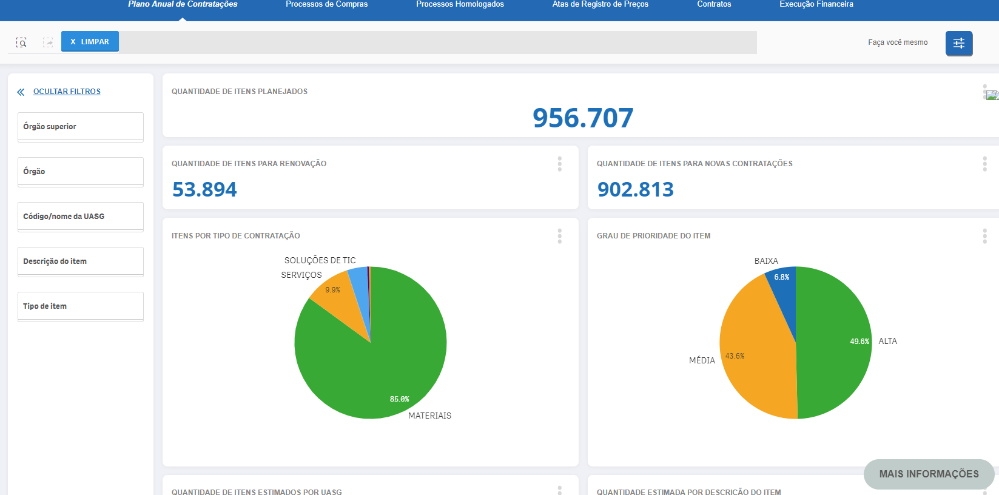 Plano Anual de Contratações
Processos de Compras
Processos Homologados
Atas de Registro de Preços
Contratos
Execução Financeira
X LIMPAR
Faça você mesmo
OCULTAR FILTROS
Órgão superior
Órgão
Código/nome da UASG
Descrição do item
Tipo de item
QUANTIDADE DE ITENS PLANEJADOS
956.707
QUANTIDADE DE ITENS PARA RENOVAÇÃO
53.894
QUANTIDADE DE ITENS PARA NOVAS CONTRATAÇÕES
902.813
ITENS POR TIPO DE CONTRATAÇÃO
SOLUÇÕES DE TIC
SERVIÇOS
9.9%
85.0%
MATERIAIS
GRAU DE PRIORIDADE DO ITEM
BAIXA
6.8%
49.6%
ALTA
MÉDIA
43.6%
MAIS INFORMAÇÕES
QUANTIDADE DE ITENS ESTIMADOS POR UASG
QUANTIDADE ESTIMADA POR DESCRIÇÃO DO ITEM